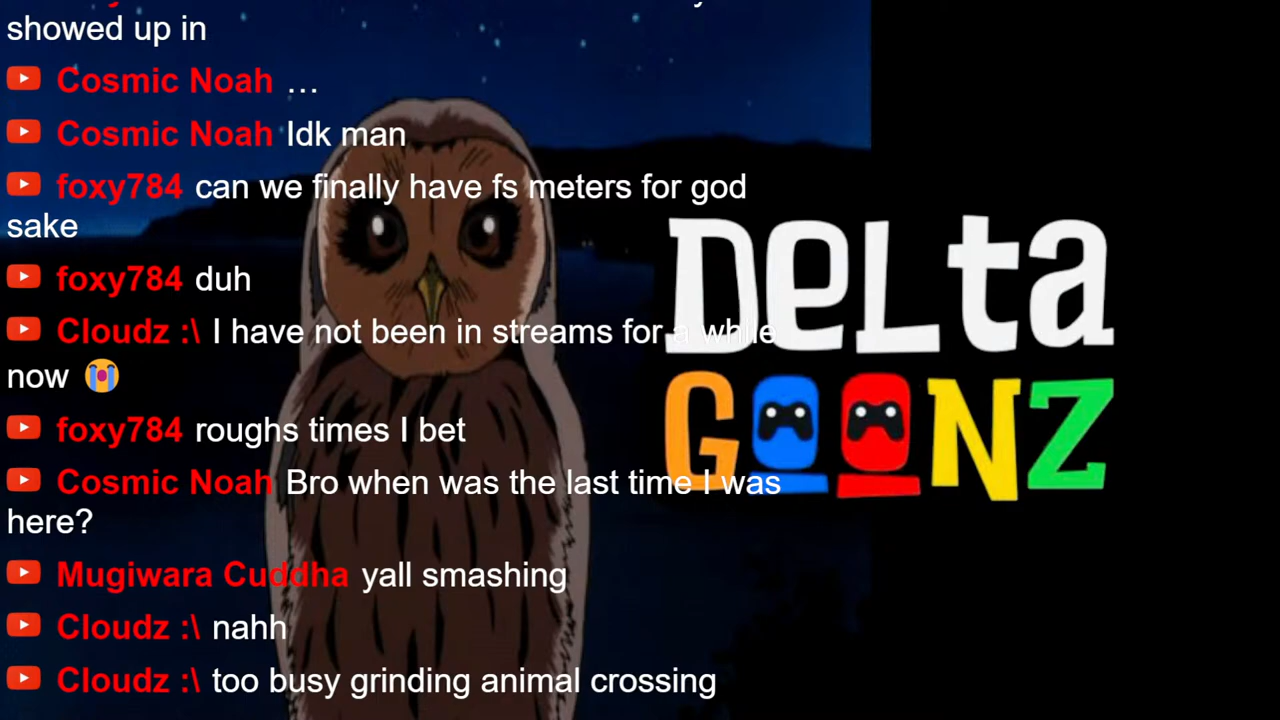 showed up in
Cosmic Noah ...
Cosmic Noah Idk man
foxy784 can we finally have fs meters for god
sake
foxy784 duh
Cloudz :\ I have not been in streams for a while
now 😭
foxy784 roughs times I bet
Cosmic Noah Bro when was the last time I was
here?
Mugiwara Cuddha yall smashing
Cloudz :\ nahh
Cloudz :\ too busy grinding animal crossing
DeLta
GOONZ